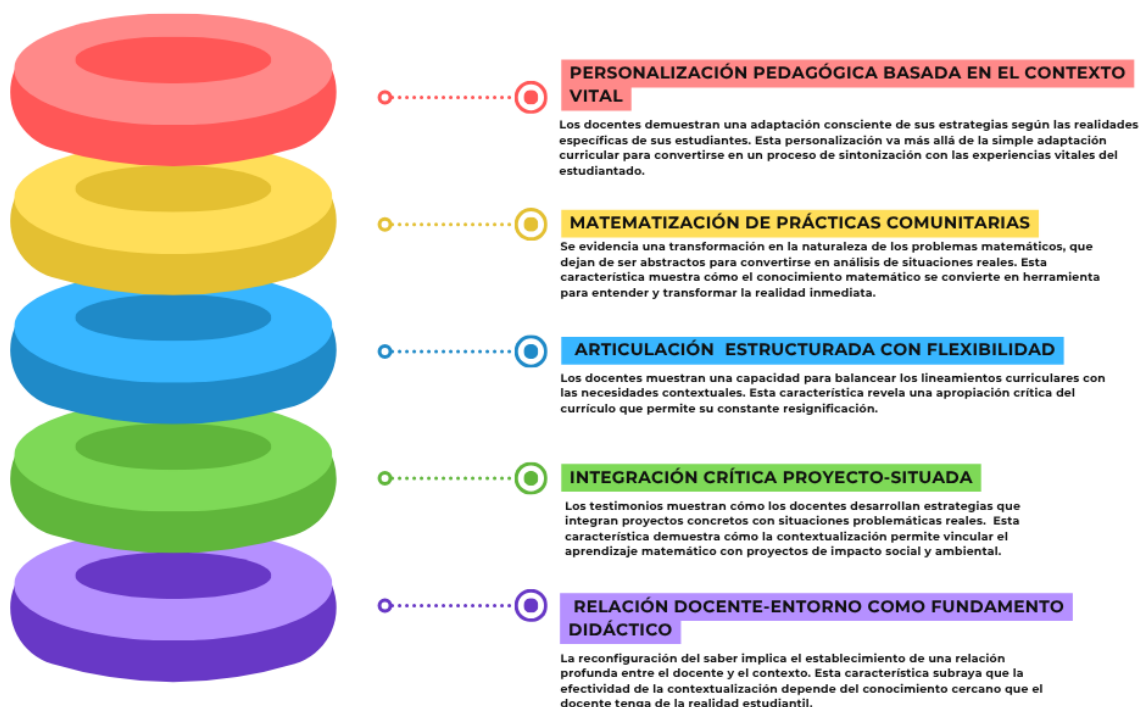 PERSONALIZACIÓN PEDAGÓGICA BASADA EN EL CONTEXTO
VITAL
Los docentes demuestran una adaptación consciente de sus estrategias según las realidades
específicas de sus estudiantes. Esta personalización va más allá de la simple adaptación
curricular para convertirse en un proceso de sintonización con las experiencias vitales del
estudiantado.
MATEMATIZACIÓN DE PRÁCTICAS COMUNITARIAS
Se evidencia una transformación en la naturaleza de los problemas matemáticos, que
dejan de ser abstractos para convertirse en análisis de situaciones reales. Esta
característica muestra cómo el conocimiento matemático se convierte en herramienta
para entender y transformar la realidad inmediata.
ARTICULACIÓN ESTRUCTURADA CON FLEXIBILIDAD
Los docentes muestran una capacidad para balancear los lineamientos curriculares con
las necesidades contextuales. Esta característica revela una apropiación crítica del
currículo que permite su constante resignificación.
INTEGRACIÓN CRÍTICA PROYECTO-SITUADA
Los testimonios muestran cómo los docentes desarrollan estrategias que
integran proyectos concretos con situaciones problemáticas reales. Esta
característica demuestra cómo la contextualización permite vincular el
aprendizaje matemático con proyectos de impacto social y ambiental.
RELACIÓN DOCENTE-ENTORNO COMO FUNDAMENTO
DIDÁCTICO
La reconfiguración del saber implica el establecimiento de una relación
profunda entre el docente y el contexto. Esta característica subraya que la
efectividad de la contextualización depende del conocimiento cercano que el
docente tenga de la realidad estudiantil.